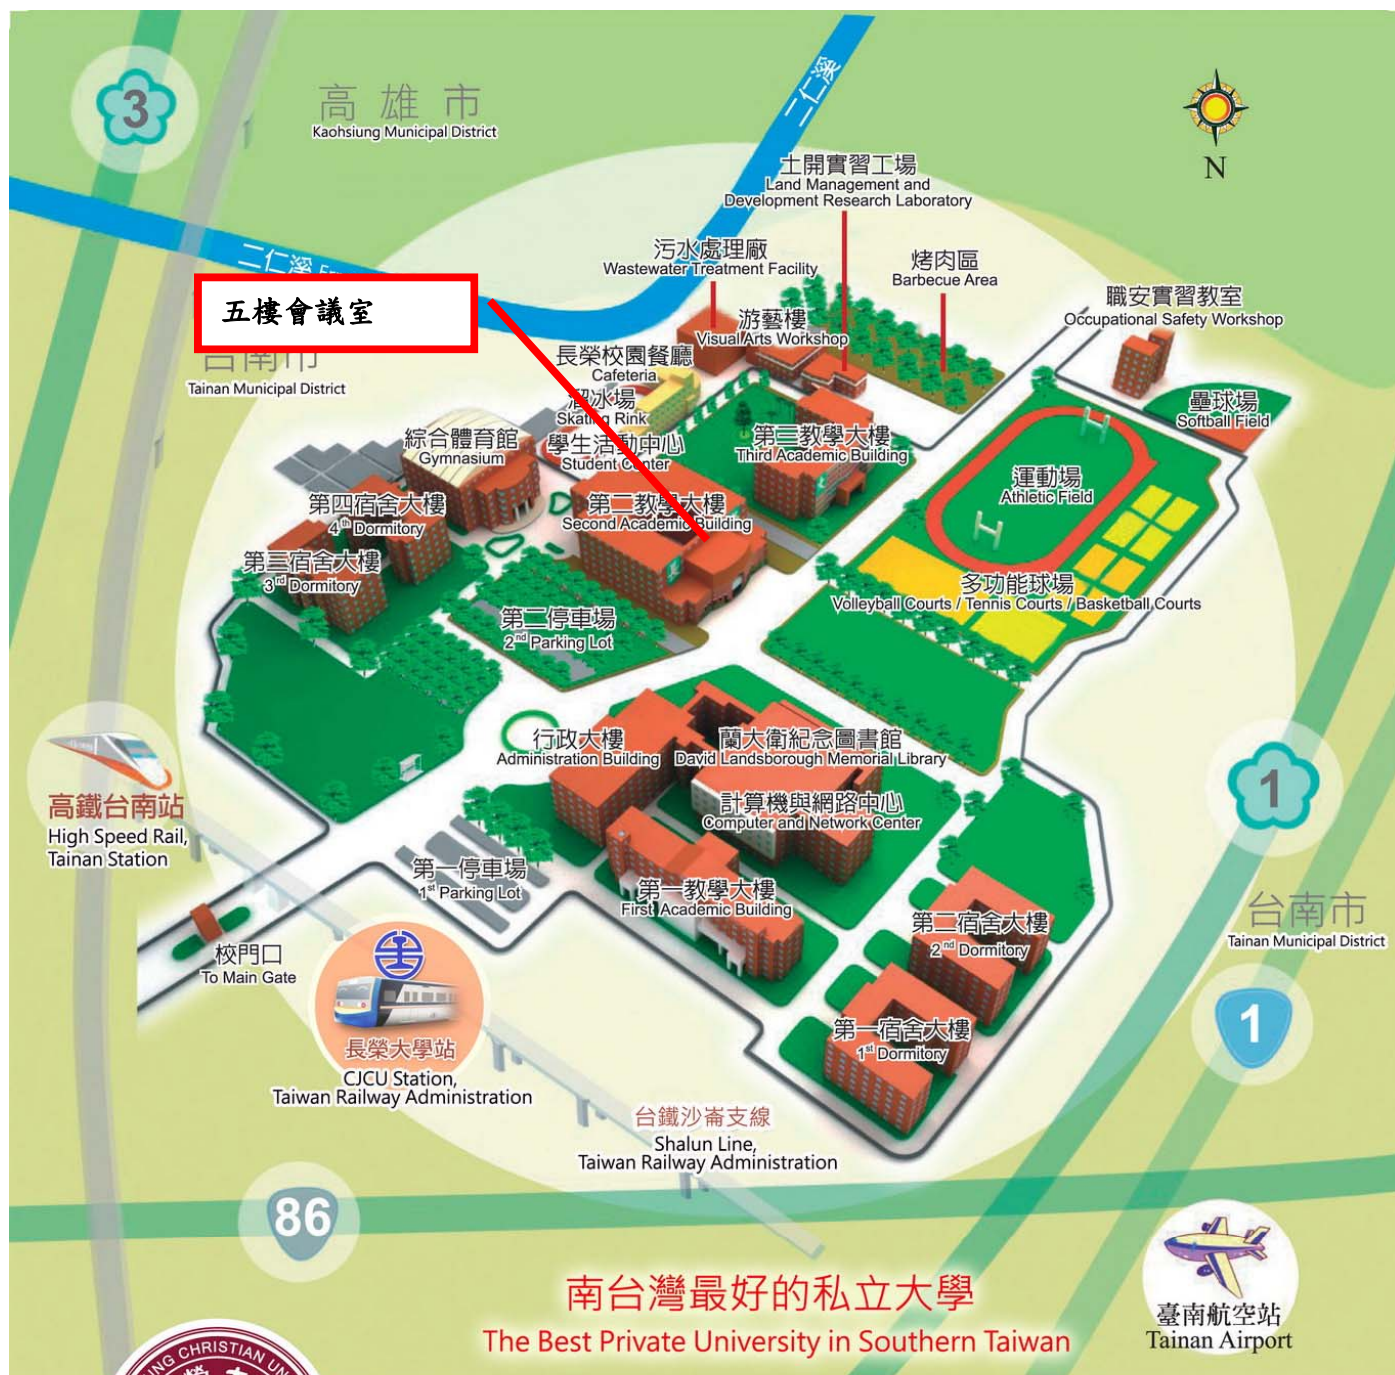 3
高雄市
Kaohsiung Municipal District
二仁溪
N
土開實習工場
Land Management and
Development Research Laboratory
污水處理廠
Wastewater Treatment Facility
烤肉區
Barbecue Area
二仁溪
五樓會議室
職安實習教室
Occupational Safety Workshop
游藝樓
Visual Arts Workshop
台南市
Tainan Municipal District
長榮校園餐廳
Cafeteria
溜冰場
Skating Rink
壘球場
Softball Field
綜合體育館
Gymnasium
學生活動中心
Student Center
第三教學大樓
Third Academic Building
運動場
Athletic Field
第四宿舍大樓
4th Dormitory
第二教學大樓
Second Academic Building
第三宿舍大樓
3rd Dormitory
多功能球場
Volleyball Courts / Tennis Courts / Basketball Courts
第二停車場
2nd Parking Lot
行政大樓
Administration Building
蘭大衛紀念圖書館
David Landsborough Memorial Library
高鐵台南站
High Speed Rail,
Tainan Station
計算機與網路中心
Computer and Network Center
1
第一停車場
1st Parking Lot
第一教學大樓
First Academic Building
台南市
Tainan Municipal District
第二宿舍大樓
2nd Dormitory
校門口
To Main Gate
第一宿舍大樓
1st Dormitory
1
長榮大學站
CJCU Station,
Taiwan Railway Administration
台鐵沙崙支線
Shalun Line,
Taiwan Railway Administration
86
南台灣最好的私立大學
The Best Private University in Southern Taiwan
臺南航空站
Tainan Airport
CHRISTIAN